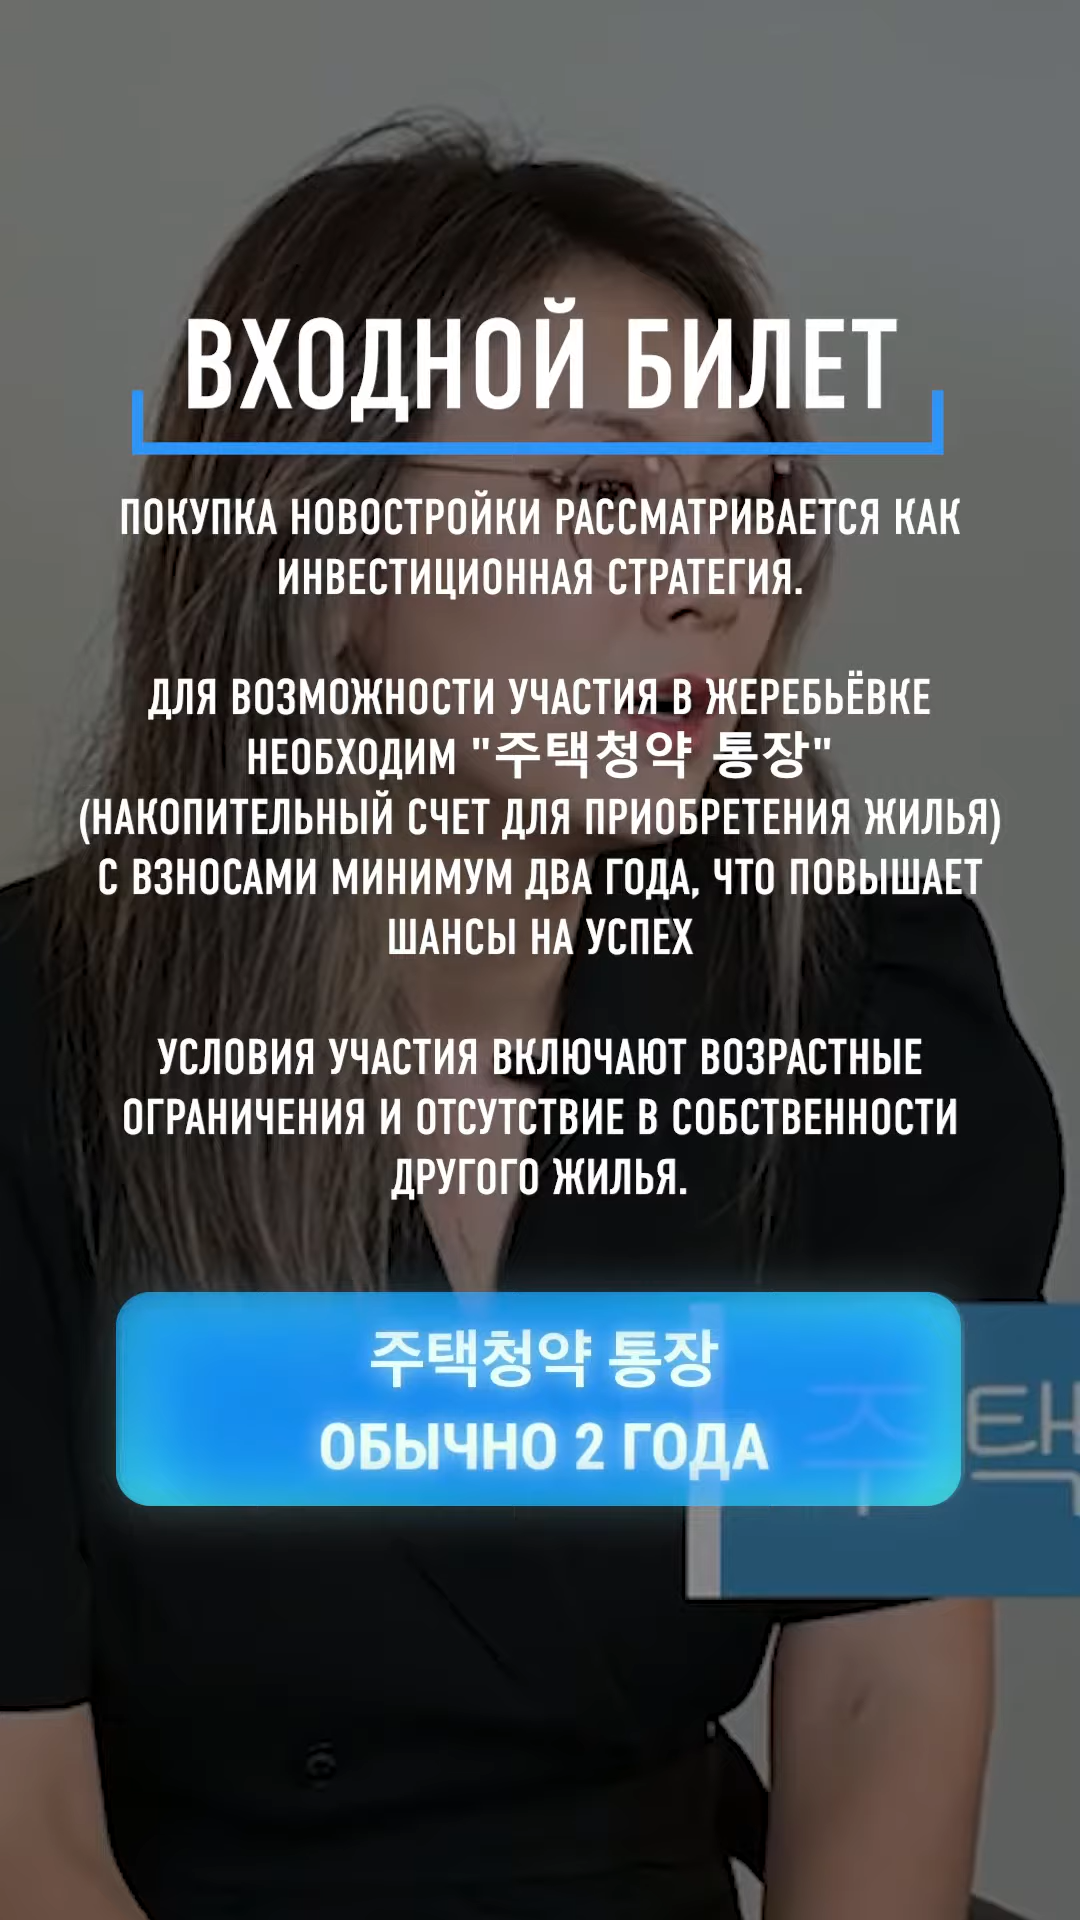 ВХОДНОЙ БИЛЕТ
ПОКУПКА НОВОСТРОЙКИ РАССМАТРИВАЕТСЯ КАК
ИНВЕСТИЦИОННАЯ СТРАТЕГИЯ.
ДЛЯ ВОЗМОЖНОСТИ УЧАСТИЯ В ЖЕРЕБЬЁВКЕ
НЕОБХОДИМ "주택청약 통장"
(НАКОПИТЕЛЬНЫЙ СЧЕТ ДЛЯ ПРИОБРЕТЕНИЯ ЖИЛЬЯ)
С ВЗНОСАМИ МИНИМУМ ДВА ГОДА, ЧТО ПОВЫШАЕТ
ШАНСЫ НА УСПЕХ
УСЛОВИЯ УЧАСТИЯ ВКЛЮЧАЮТ ВОЗРАСТНЫЕ
ОГРАНИЧЕНИЯ И ОТСУТСТВИЕ В СОБСТВЕННОСТИ
ДРУГОГО ЖИЛЬЯ.
주택청약 통장
ОБЫЧНО 2 ГОДА
주택